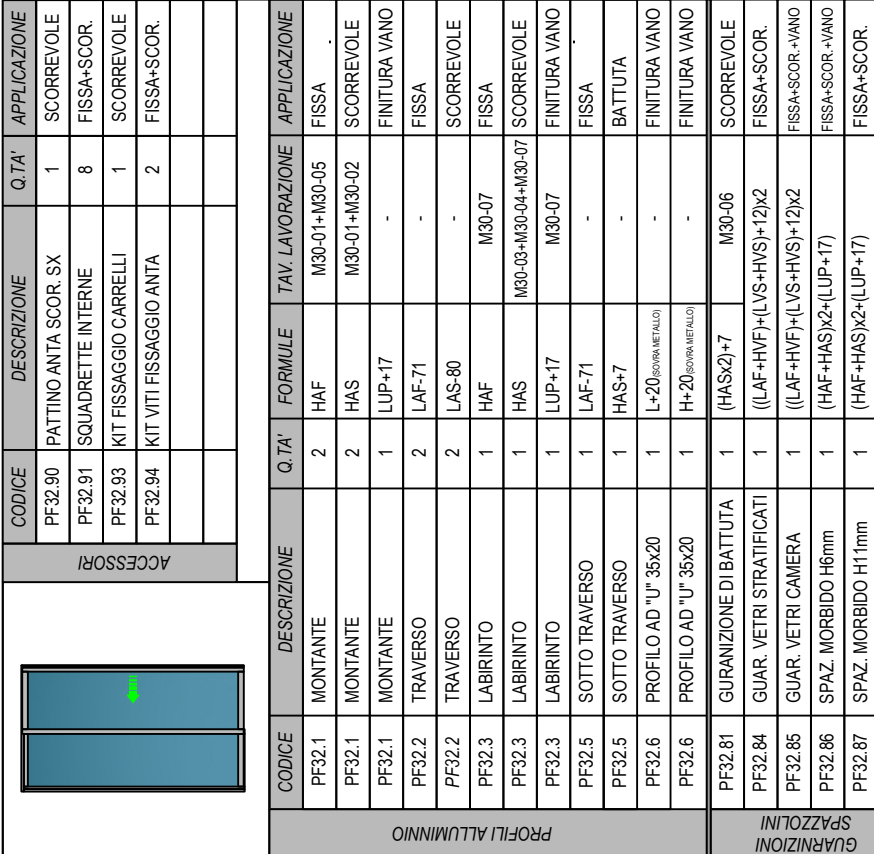 ACCESSORI
CODICE DESCRIZIONE Q.TA' APPLICAZIONE
PF32.90 PATTINO ANTA SCOR. SX 1 SCORREVOLE
PF32.91 SQUADRETTE INTERNE 8 FISSA+SCOR.
PF32.93 KIT FISSAGGIO CARRELLI 1 SCORREVOLE
PF32.94 KIT VITI FISSAGGIO ANTA 2 FISSA+SCOR.
PROFILI ALLUMINIO
CODICE DESCRIZIONE Q.TA' FORMULE TAV. LAVORAZIONE APPLICAZIONE
PF32.1 MONTANTE 2 HAF M30-01+M30-05 FISSA
PF32.1 MONTANTE 2 HAS M30-01+M30-02 SCORREVOLE
PF32.1 MONTANTE 1 LUP+17 - FINITURA VANO
PF32.2 TRAVERSO 2 LAF-71 - FISSA
PF32.2 TRAVERSO 2 LAS-80 - SCORREVOLE
PF32.3 LABIRINTO 1 HAF M30-07 FISSA
PF32.3 LABIRINTO 1 HAS M30-03+M30-04+M30-07 SCORREVOLE
PF32.3 LABIRINTO 1 LUP+17 M30-07 FINITURA VANO
PF32.5 SOTTO TRAVERSO 1 LAF-71 - FISSA
PF32.5 SOTTO TRAVERSO 1 HAS+7 - BATTUTA
PF32.6 PROFILO AD "U" 35x20 1 L+20(SOVRA METALLO) - FINITURA VANO
PF32.6 PROFILO AD "U" 35x20 1 H+20(SOVRA METALLO) - FINITURA VANO
GUARNIZIONI
SPAZZOLINI
PF32.81 GURANIZIONE DI BATTUTA 1 (HASx2)+7 M30-06 SCORREVOLE
PF32.84 GUAR. VETRI STRATIFICATI 1 ((LAF+HVF)+(LVS+HVS)+12)x2 FISSA+SCOR.
PF32.85 GUAR. VETRI CAMERA 1 ((LAF+HVF)+(LVS+HVS)+12)x2 FISSA+SCOR.+VANO
PF32.86 SPAZ. MORBIDO H6mm 1 (HAF+HAS)x2+(LUP+17) FISSA+SCOR.+VANO
PF32.87 SPAZ. MORBIDO H11mm 1 (HAF+HAS)x2+(LUP+17) FISSA+SCOR.